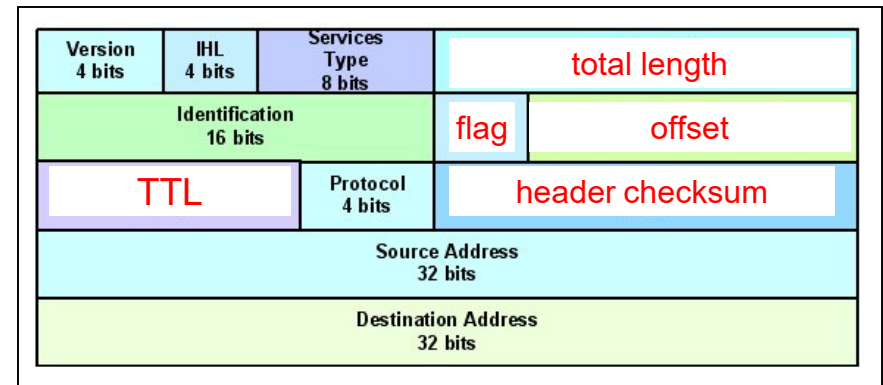 Version
4 bits
IHL
4 bits
Services
Type
8 bits
total length
Identification
16 bits
flag
offset
TTL
Protocol
4 bits
header checksum
Source Address
32 bits
Destination Address
32 bits